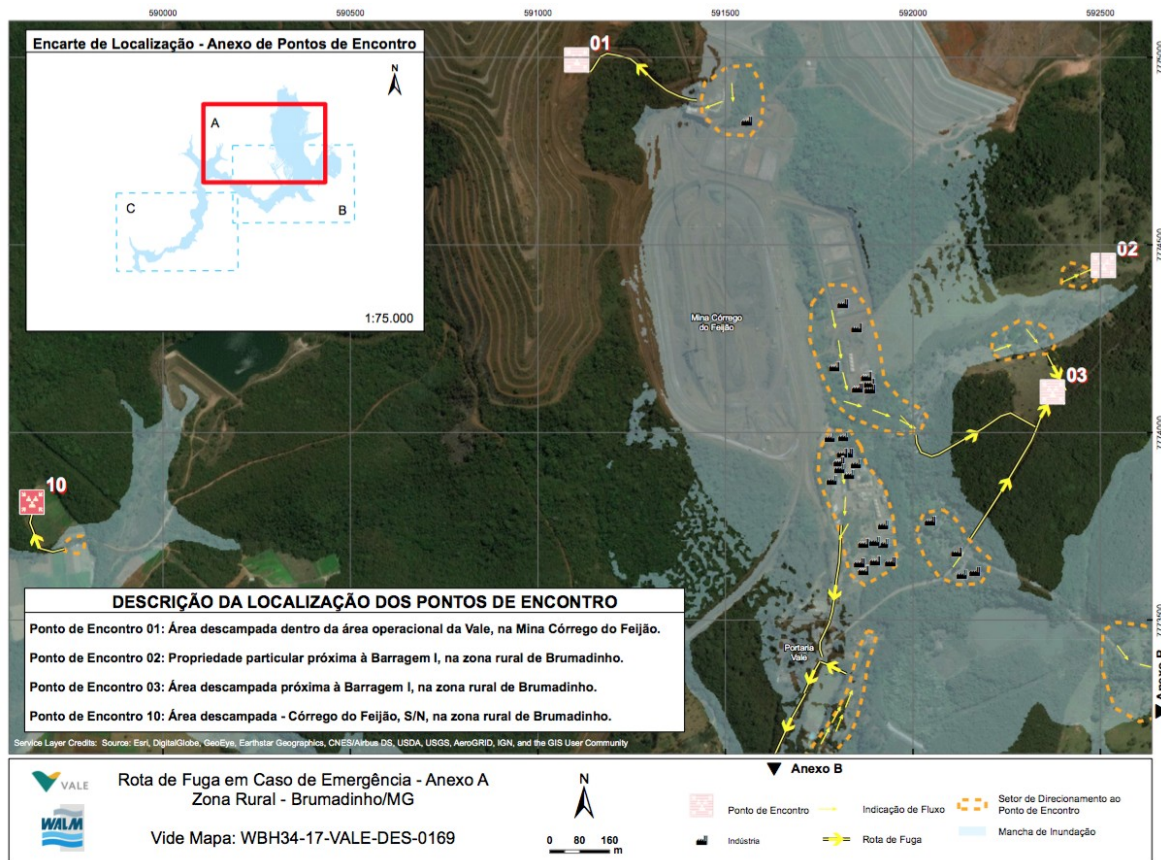 590000
590500
591000
591500
592000
592500
Encarte de Localização - Anexo de Pontos de Encontro
N
A
B
C
1:75.000
01
02
03
10
7775000
7774500
7774000
7773500
Mina Córrego
do Feijão
Portaria
Vale
Anexo B
DESCRIÇÃO DA LOCALIZAÇÃO DOS PONTOS DE ENCONTRO
Ponto de Encontro 01: Área descampada dentro da área operacional da Vale, na Mina Córrego do Feijão.
Ponto de Encontro 02: Propriedade particular próxima à Barragem I, na zona rural de Brumadinho.
Ponto de Encontro 03: Área descampada próxima à Barragem I, na zona rural de Brumadinho.
Ponto de Encontro 10: Área descampada - Córrego do Feijão, S/N, na zona rural de Brumadinho.
Service Layer Credits: Source: Esri, DigitalGlobe, GeoEye, Earthstar Geographics, CNES/Airbus DS, USDA, USGS, AeroGRID, IGN, and the GIS User Community
VALE
WALM
Rota de Fuga em Caso de Emergência - Anexo A
Zona Rural - Brumadinho/MG
Vide Mapa: WBH34-17-VALE-DES-0169
N
0 80 160
m
Anexo B
Ponto de Encontro
Indicação de Fluxo
Setor de Direcionamento ao
Ponto de Encontro
Indústria
Rota de Fuga
Mancha de Inundação